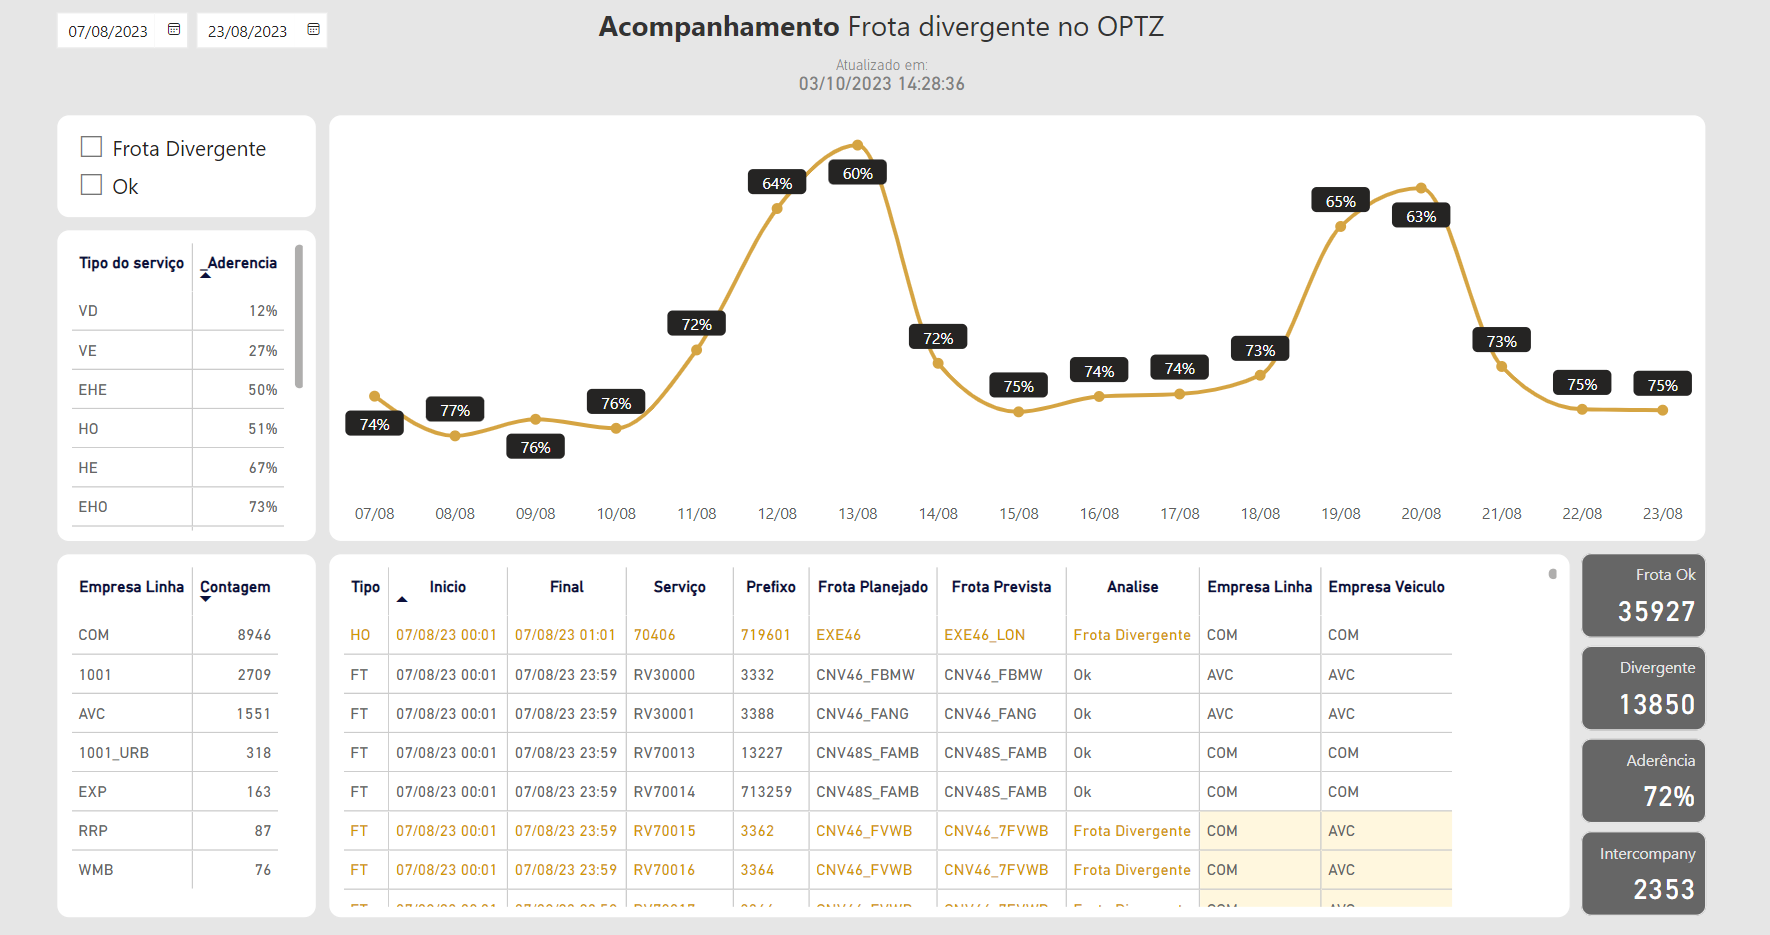 07/08/2023 23/08/2023
Acompanhamento Frota divergente no OPTZ
Atualizado em:
03/10/2023 14:28:36
Frota Divergente
Ok
Tipo do serviço _Aderencia
VD 12%
VE 27%
EHE 50%
HO 51%
HE 67%
EHO 73%
74% 77% 76% 76% 72% 64% 60% 72% 75% 74% 74% 73% 65% 63% 73% 75% 75%
07/08 08/08 09/08 10/08 11/08 12/08 13/08 14/08 15/08 16/08 17/08 18/08 19/08 20/08 21/08 22/08 23/08
Empresa Linha Contagem
COM 8946
1001 2709
AVC 1551
1001_URB 318
EXP 163
RRP 87
WMB 76
Tipo Inicio Final Serviço Prefixo Frota Planejado Frota Prevista Analise Empresa Linha Empresa Veiculo
HO 07/08/23 00:01 07/08/23 01:01 70406 719601 EXE46 EXE46_LON Frota Divergente COM COM
FT 07/08/23 00:01 07/08/23 23:59 RV30000 3332 CNV46_FBMW CNV46_FBMW Ok AVC AVC
FT 07/08/23 00:01 07/08/23 23:59 RV30001 3388 CNV46_FANG CNV46_FANG Ok AVC AVC
FT 07/08/23 00:01 07/08/23 23:59 RV70013 13227 CNV48S_FAMB CNV48S_FAMB Ok COM COM
FT 07/08/23 00:01 07/08/23 23:59 RV70014 713259 CNV48S_FAMB CNV48S_FAMB Ok COM COM
FT 07/08/23 00:01 07/08/23 23:59 RV70015 3362 CNV46_FVWB CNV46_7FVWB Frota Divergente COM AVC
FT 07/08/23 00:01 07/08/23 23:59 RV70016 3364 CNV46_FVWB CNV46_7FVWB Frota Divergente COM AVC
Frota Ok
35927
Divergente
13850
Aderência
72%
Intercompany
2353